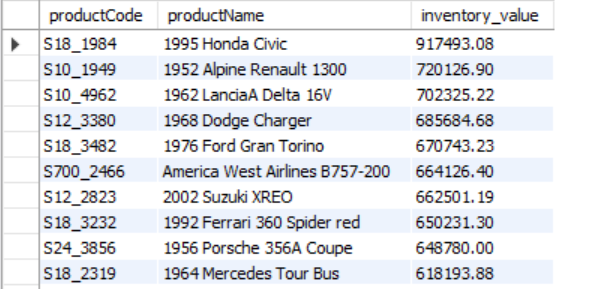 productCode productName inventory_value
S18_1984 1995 Honda Civic 917493.08
S10_1949 1952 Alpine Renault 1300 720126.90
S10_4962 1962 LanciaA Delta 16V 702325.22
S12_3380 1968 Dodge Charger 685684.68
S18_3482 1976 Ford Gran Torino 670743.23
S700_2466 America West Airlines B757-200 664126.40
S12_2823 2002 Suzuki XREO 662501.19
S18_3232 1992 Ferrari 360 Spider red 650231.30
S24_3856 1956 Porsche 356A Coupe 648780.00
S18_2319 1964 Mercedes Tour Bus 618193.88